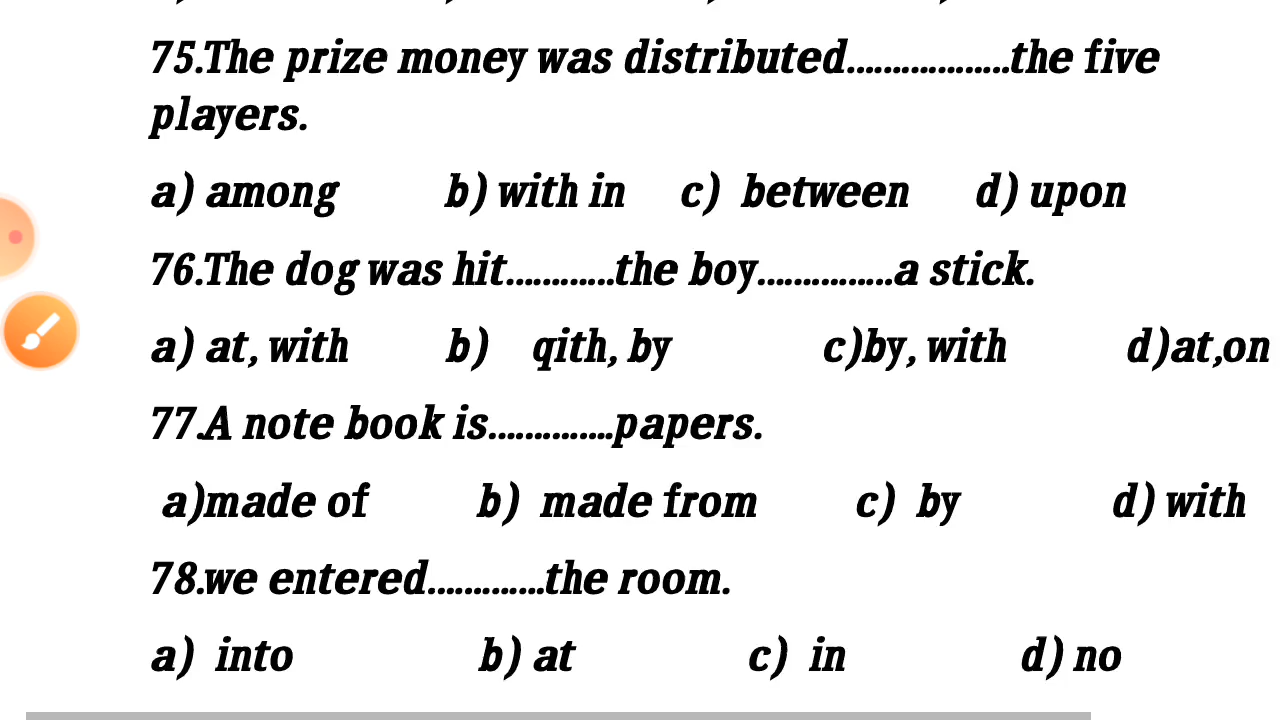 75.The prize money was distributed..................the five
players.
a) among b) with in c) between d) upon
76.The dog was hit............the boy...............a stick.
a) at, with b) qith, by c)by, with d)at,on
77.A note book is..............papers.
a)made of b) made from c) by d) with
78.we entered.............the room.
a) into b) at c) in d) no